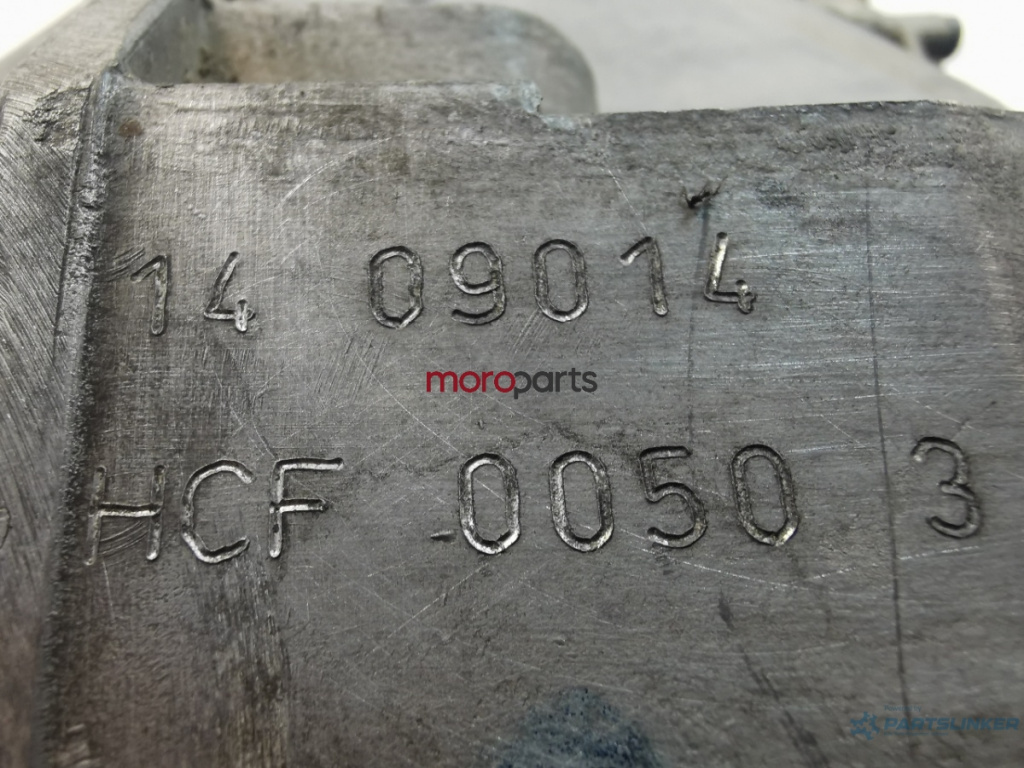 14 09014
moroparts
HCF 0050 3
PARTSLINKER